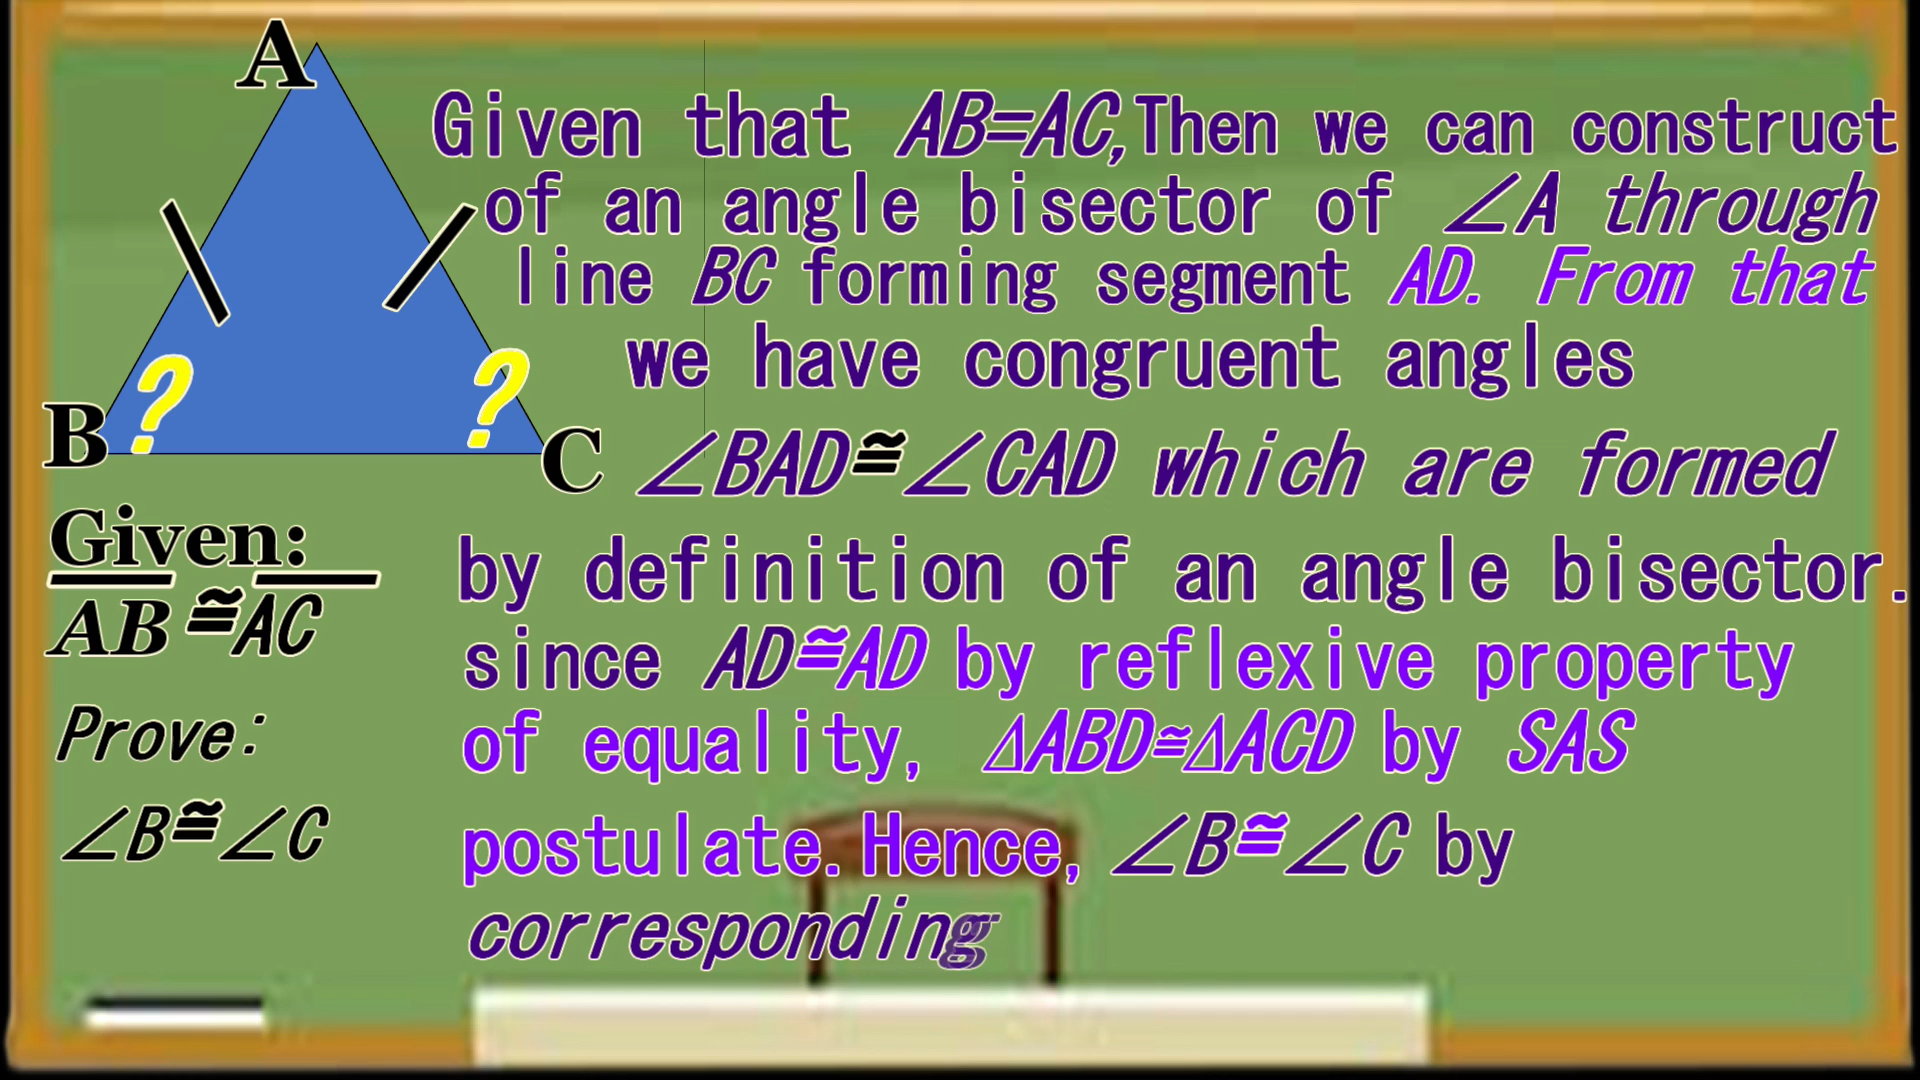 A
B ? ? C
Given:
AB≅AC
Prove:
∠B≅∠C
Given that AB=AC,Then we can construct
of an angle bisector of ∠A through
line BC forming segment AD. From that
we have congruent angles
∠BAD≅∠CAD which are formed
by definition of an angle bisector.
since AD≅AD by reflexive property
of equality, ΔABD≅ΔACD by SAS
postulate.Hence, ∠B≅∠C by
corresponding